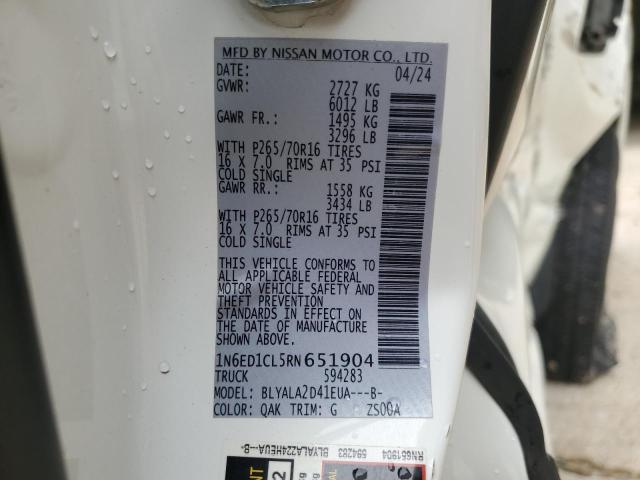 MFD BY NISSAN MOTOR CO., LTD.
DATE: 04/24
GVWR: 2727 KG
6012 LB
GAWR FR.: 1495 KG
3296 LB
WITH P265/70R16 TIRES
16 X 7.0 RIMS AT 35 PSI
COLD SINGLE
GAWR RR.: 1558 KG
3434 LB
WITH P265/70R16 TIRES
16 X 7.0 RIMS AT 35 PSI
COLD SINGLE
THIS VEHICLE CONFORMS TO
ALL APPLICABLE FEDERAL
MOTOR VEHICLE SAFETY AND
THEFT PREVENTION
STANDARDS IN EFFECT ON
THE DATE OF MANUFACTURE
SHOWN ABOVE.
1N6ED1CL5RN651904
TRUCK 594283
MODEL: BLYALA2D41EUA---B-
COLOR: QAK TRIM: G ZS00A
RN651904 594283 BLYALA224HEUA--B-